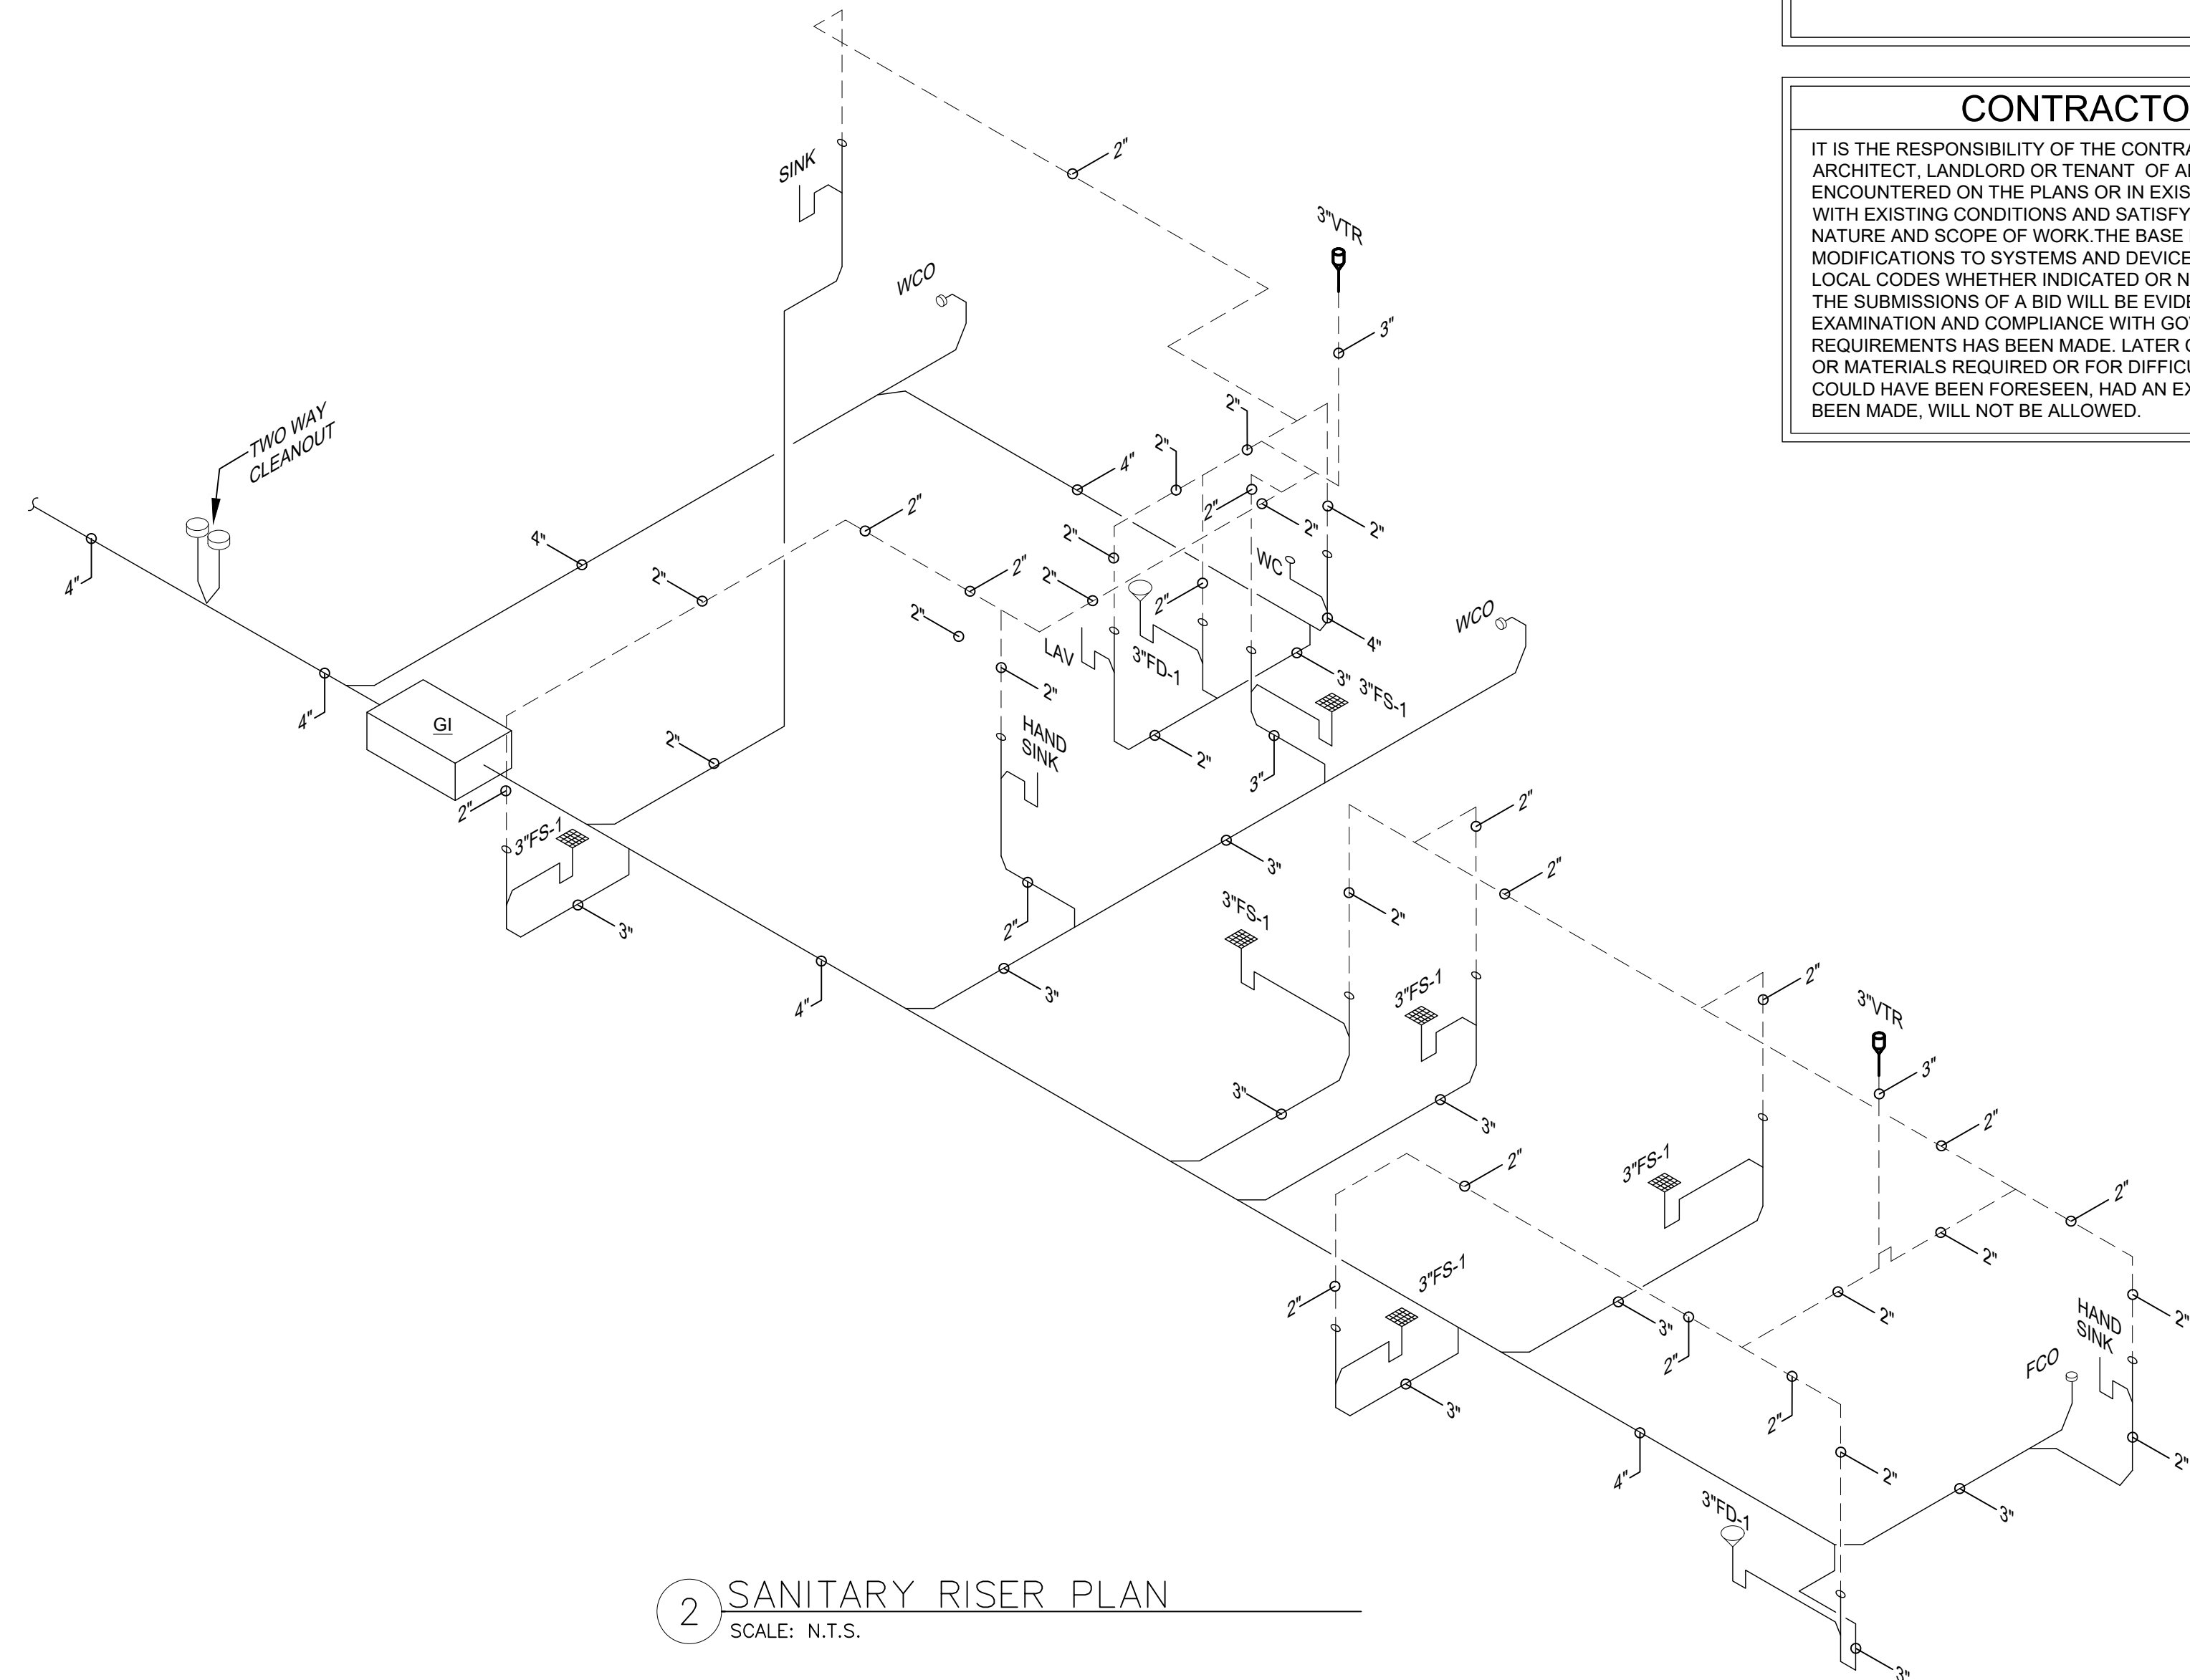 CONTRACTO
IT IS THE RESPONSIBILITY OF THE CONTRA
ARCHITECT, LANDLORD OR TENANT OF A
ENCOUNTERED ON THE PLANS OR IN EXIS
WITH EXISTING CONDITIONS AND SATISFY
NATURE AND SCOPE OF WORK.THE BASE
MODIFICATIONS TO SYSTEMS AND DEVICE
LOCAL CODES WHETHER INDICATED OR N
THE SUBMISSIONS OF A BID WILL BE EVIDE
EXAMINATION AND COMPLIANCE WITH GO
REQUIREMENTS HAS BEEN MADE. LATER
OR MATERIALS REQUIRED OR FOR DIFFICU
COULD HAVE BEEN FORESEEN, HAD AN EX
BEEN MADE, WILL NOT BE ALLOWED.
2"
SINK
3"VTR
WCO
3"
TWO WAY
CLEANOUT
2"
2"
4"
2"
2"
2"
2"
4"
2"
WC
4"
2"
2"
2"
2"
2"
2"
LAV
3"FD-1
4"
WCO
3"
3"FS-1
2"
4"
HAND
SINK
GI
2"
2"
3"
2"
3"FS-1
2"
3"
2"
3"FS-1
2"
3"
2"
3"
4"
3"FS-1
2"
3"VTR
3"
3"
3"
2"
2"
3"FS-1
2"
2"
3"FS-1
2"
2"
2"
HAND
SINK
3"
2"
FCO
3"
2"
4"
2"
2"
3"FD-1
3"
3"
2 SANITARY RISER PLAN
SCALE: N.T.S.